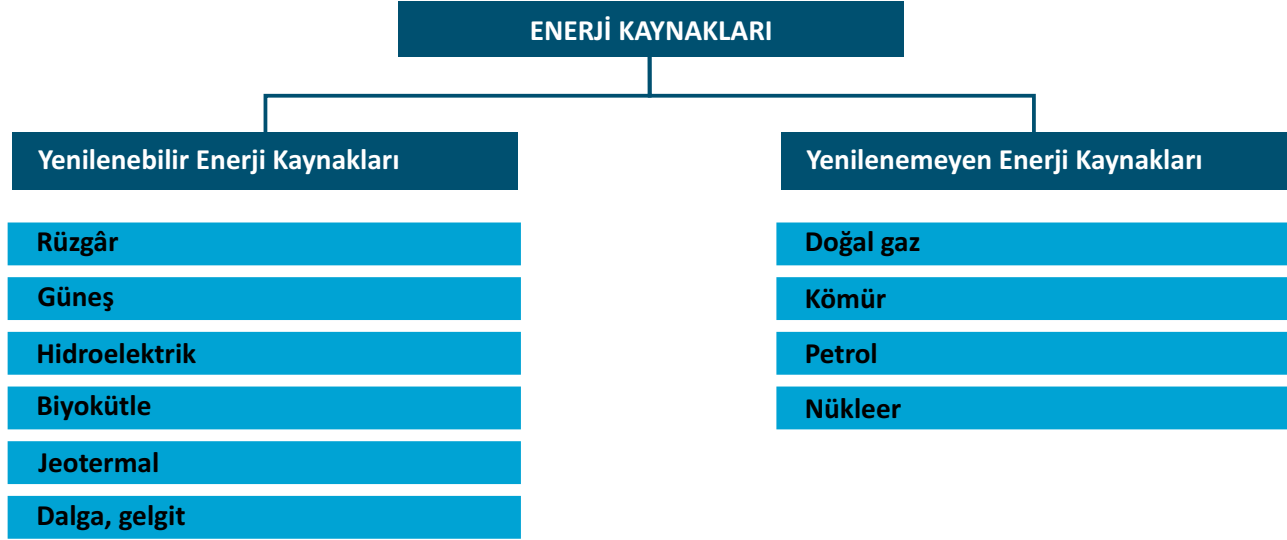 ENERJİ KAYNAKLARI
Yenilenebilir Enerji Kaynakları
Rüzgâr
Güneş
Hidroelektrik
Biyokütle
Jeotermal
Dalga, gelgit
Yenilenemeyen Enerji Kaynakları
Doğal gaz
Kömür
Petrol
Nükleer